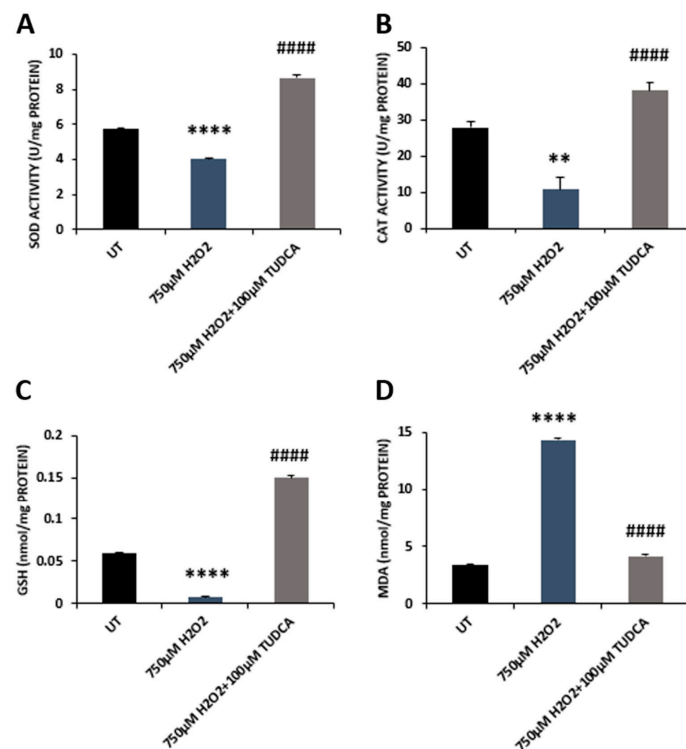 A
SOD ACTIVITY (U/mg PROTEIN)
10
8
6
4
2
0
****
####
UT
750µM H2O2
750µM H2O2+100µM TUDCA
B
CAT ACTIVITY (U/mg PROTEIN)
50
40
30
20
10
0
**
####
UT
750µM H2O2
750µM H2O2+100µM TUDCA
C
GSH (nmol/mg PROTEIN)
0.2
0.15
0.1
0.05
0
****
####
UT
750µM H2O2
750µM H2O2+100µM TUDCA
D
MDA (nmol/mg PROTEIN)
15
10
5
0
****
####
UT
750µM H2O2
750µM H2O2+100µM TUDCA